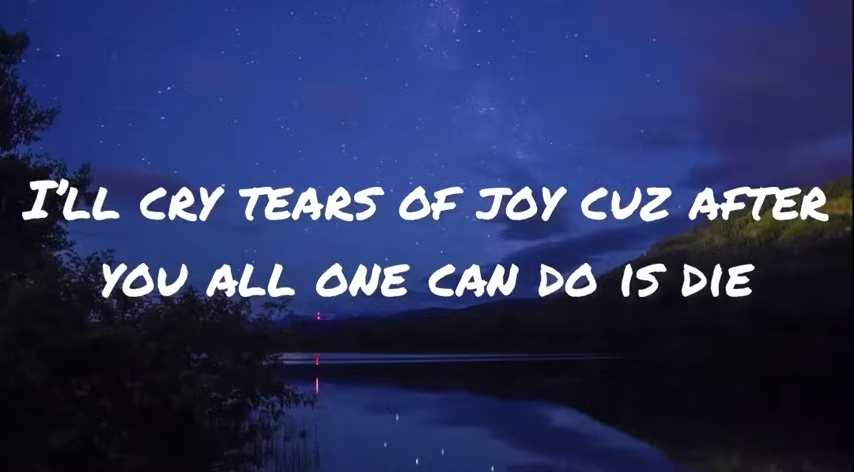 I'LL CRY TEARS OF JOY CUZ AFTER
YOU ALL ONE CAN DO IS DIE